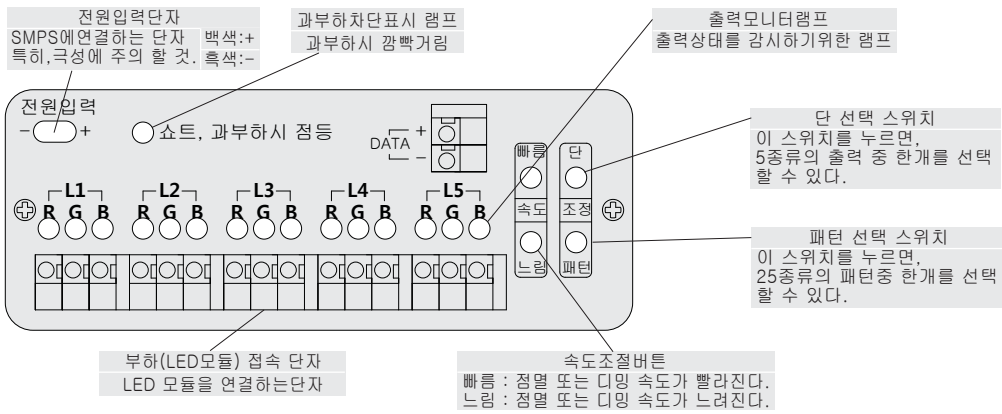 전원입력단자
SMPS에연결하는 단자 백색:+
특히,극성에 주의 할 것. 흑색:-
과부하차단표시 램프
과부하시 깜빡거림
출력모니터램프
출력상태를 감시하기위한 램프
전원입력
- +
쇼트, 과부하시 점등
DATA + -
빠름 단
속도 조정
느림 패턴
L1 L2 L3 L4 L5
R G B R G B R G B R G B R G B
단 선택 스위치
이 스위치를 누르면,
5종류의 출력 중 한개를 선택
할 수 있다.
패턴 선택 스위치
이 스위치를 누르면,
25종류의 패턴중 한개를 선택
할 수 있다.
부하(LED모듈) 접속 단자
LED 모듈을 연결하는단자
속도조절버튼
빠름 : 점멸 또는 디밍 속도가 빨라진다.
느림 : 점멸 또는 디밍 속도가 느려진다.